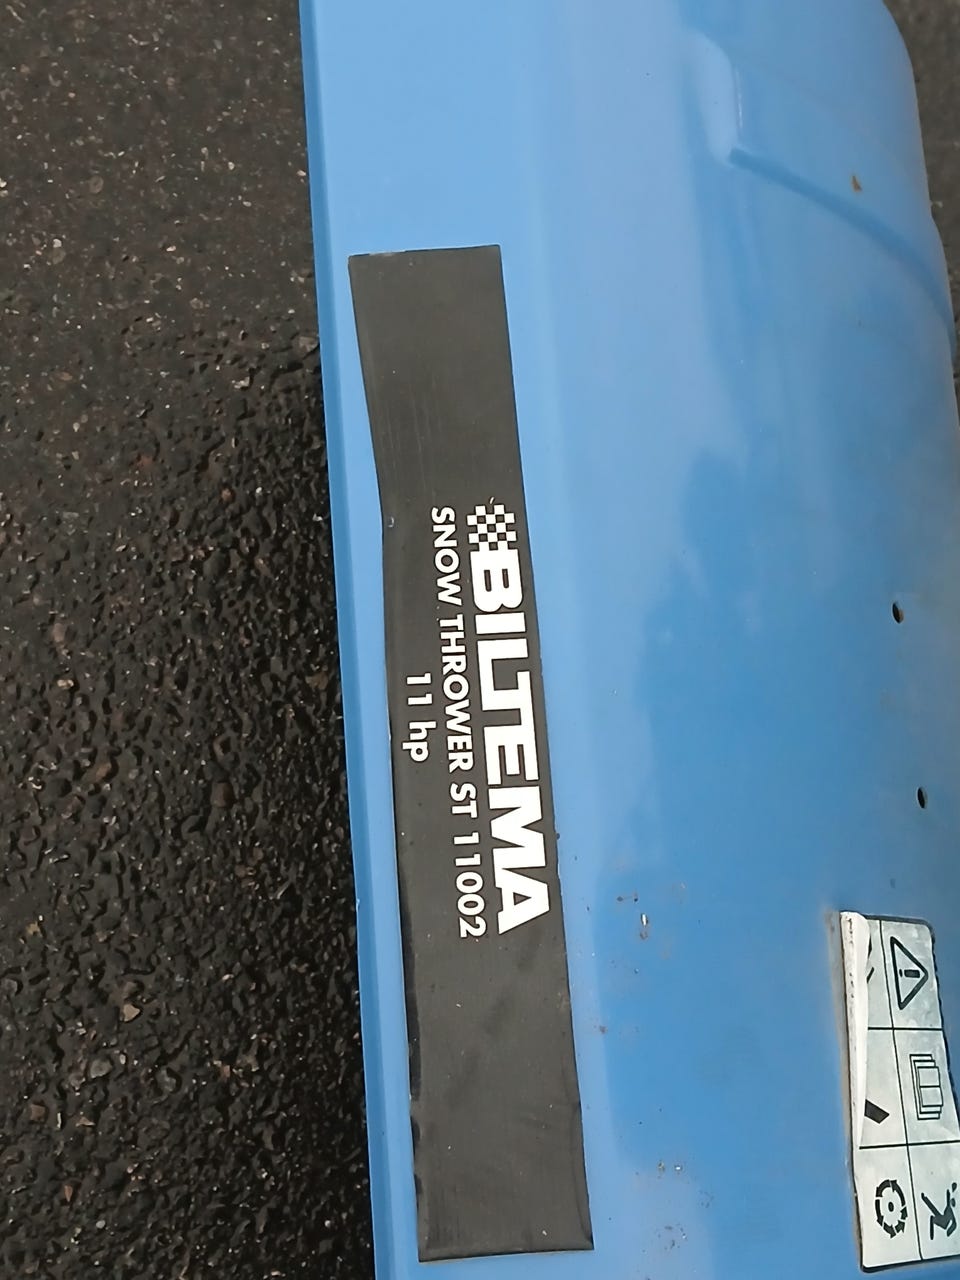 BILTEMA
SNOW THROWER ST 11002
11 hp